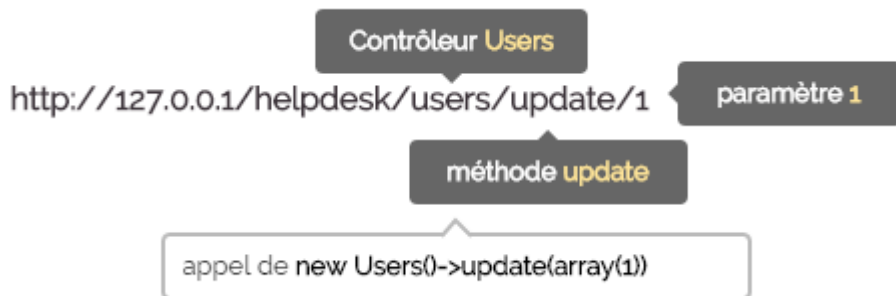 Contrôleur Users
http://127.0.0.1/helpdesk/users/update/1
paramètre 1
méthode update
appel de new Users()->update(array(1))